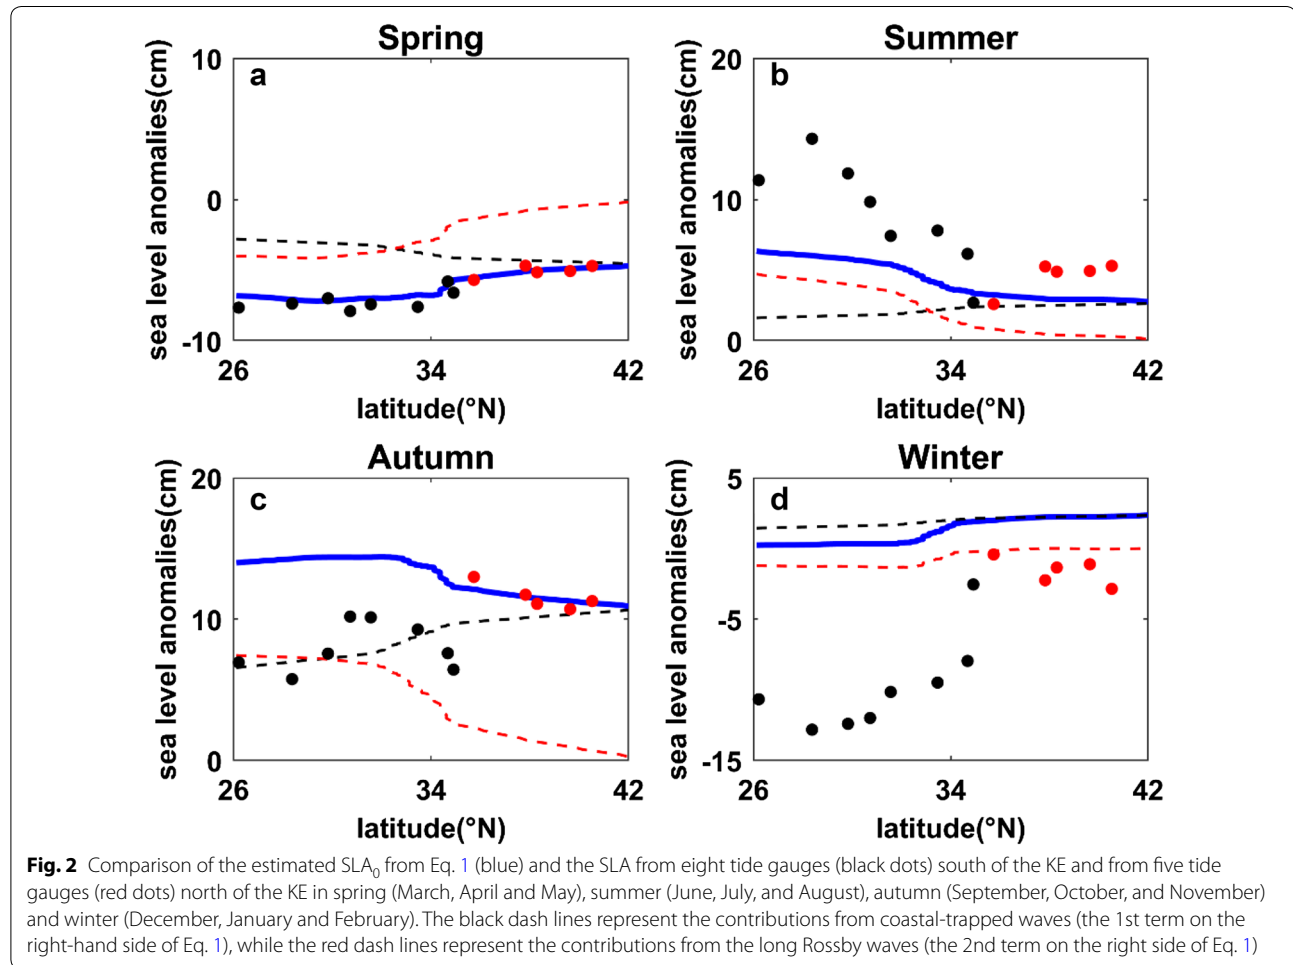 Spring
a
sea level anomalies(cm)
10
0
-10
26
34
42
latitude(°N)
Summer
b
sea level anomalies(cm)
20
10
0
26
34
42
latitude(°N)
Autumn
c
sea level anomalies(cm)
20
10
0
26
34
42
latitude(°N)
Winter
d
sea level anomalies(cm)
5
-5
-15
26
34
42
latitude(°N)
Fig. 2 Comparison of the estimated SLA₀ from Eq. 1 (blue) and the SLA from eight tide gauges (black dots) south of the KE and from five tide
gauges (red dots) north of the KE in spring (March, April and May), summer (June, July, and August), autumn (September, October, and November)
and winter (December, January and February). The black dash lines represent the contributions from coastal-trapped waves (the 1st term on the
right-hand side of Eq. 1), while the red dash lines represent the contributions from the long Rossby waves (the 2nd term on the right side of Eq. 1)